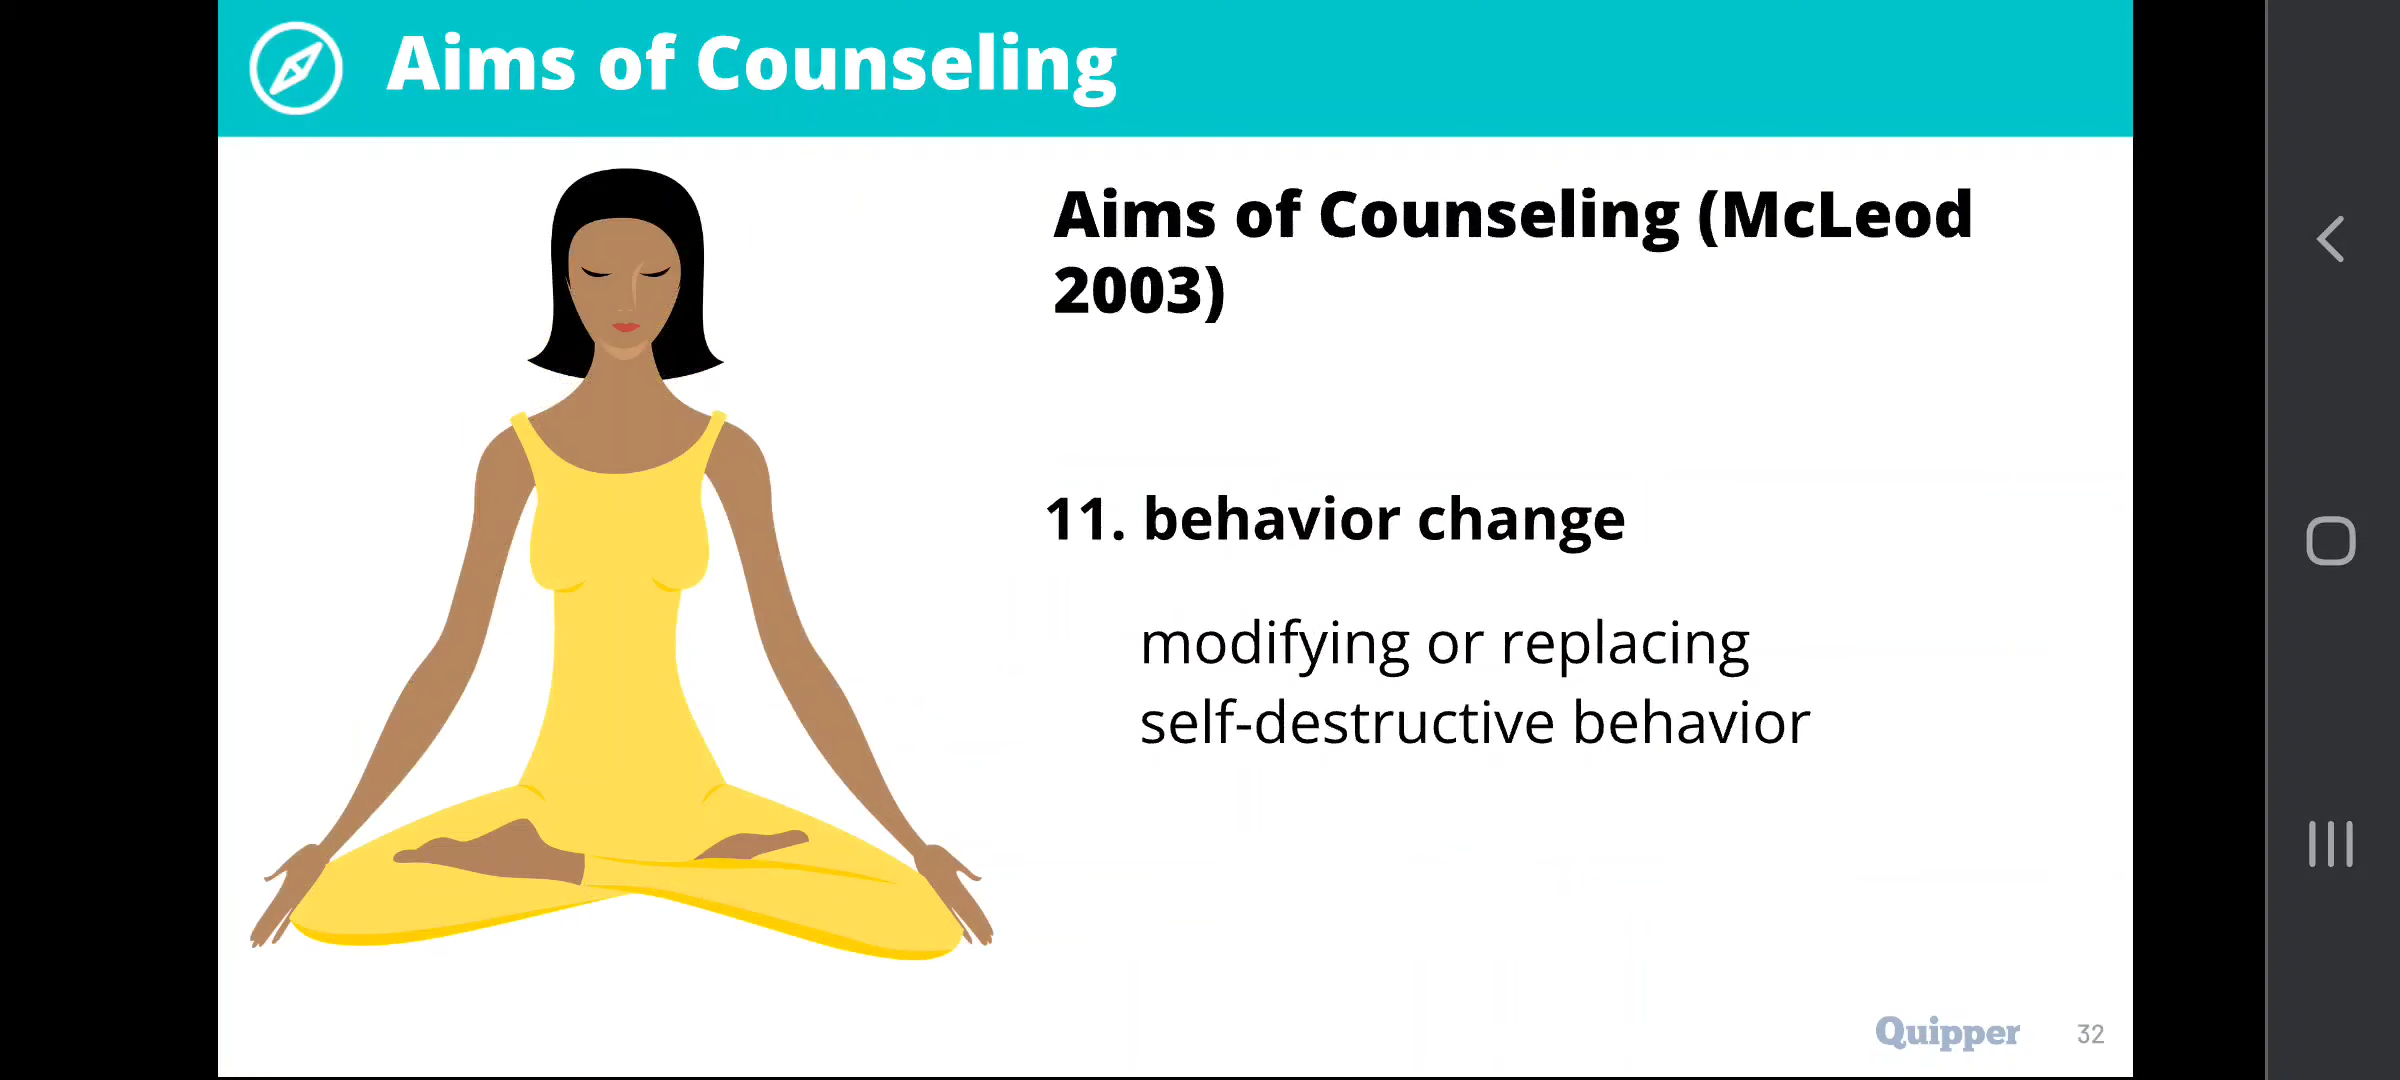 Aims of Counseling
Aims of Counseling (McLeod
2003)
11. behavior change
modifying or replacing
self-destructive behavior
Quipper
32